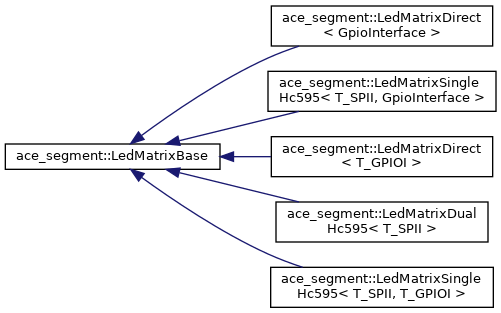 ace_segment::LedMatrixDirect
< GpioInterface >
ace_segment::LedMatrixSingle
Hc595< T_SPII, GpioInterface >
ace_segment::LedMatrixBase
ace_segment::LedMatrixDirect
< T_GPIOI >
ace_segment::LedMatrixDual
Hc595< T_SPII >
ace_segment::LedMatrixSingle
Hc595< T_SPII, T_GPIOI >